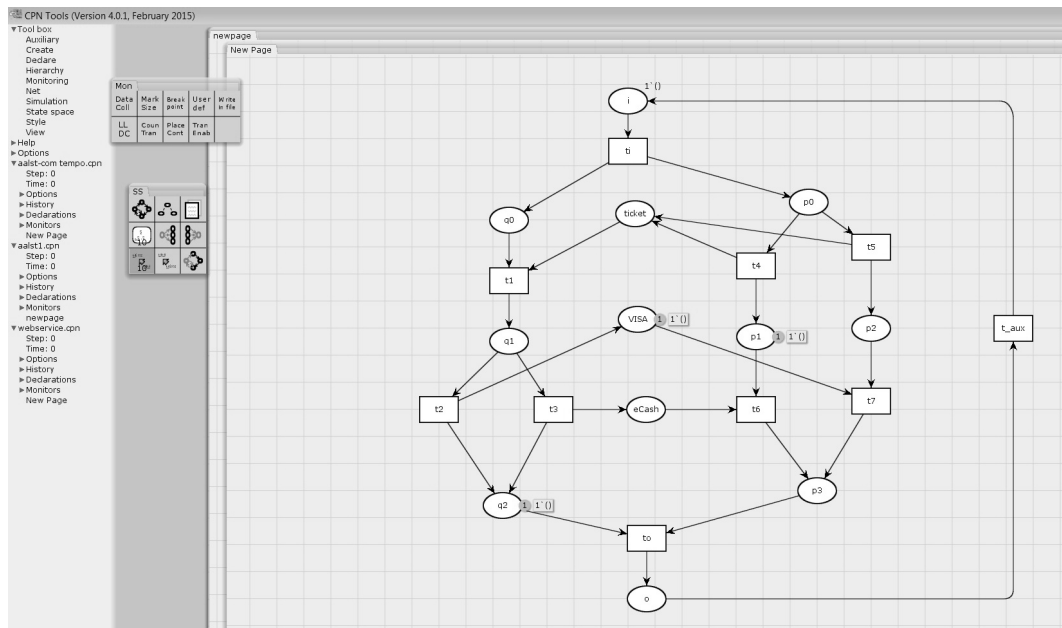 CPN Tools (Version 4.0.1, February 2015)
▼Tool box
Auxiliary
Create
Declare
Hierarchy
Monitoring
Net
Simulation
State space
Style
View
►Help
►Options
▼aalst-com tempo.cpn
Step: 0
Time: 0
►Options
►History
►Declarations
►Monitors
New Page
▼aalst1.cpn
Step: 0
Time: 0
►Options
►History
►Declarations
►Monitors
newpage
▼webservice.cpn
Step: 0
Time: 0
►Options
►History
►Declarations
►Monitors
New Page
Mon
Data Mark Break User Write
Coll Size point def in file
LL Coun Place Tran
DC Tran Cont Enab
SS
10
10
newpage
New Page
1`()
i
ti
p0
q0
ticket
t5
t4
t1
VISA 1 1`()
p1 1 1`()
p2
t_aux
q1
t2
t3
eCash
t6
t7
p3
q2 1 1`()
to
o